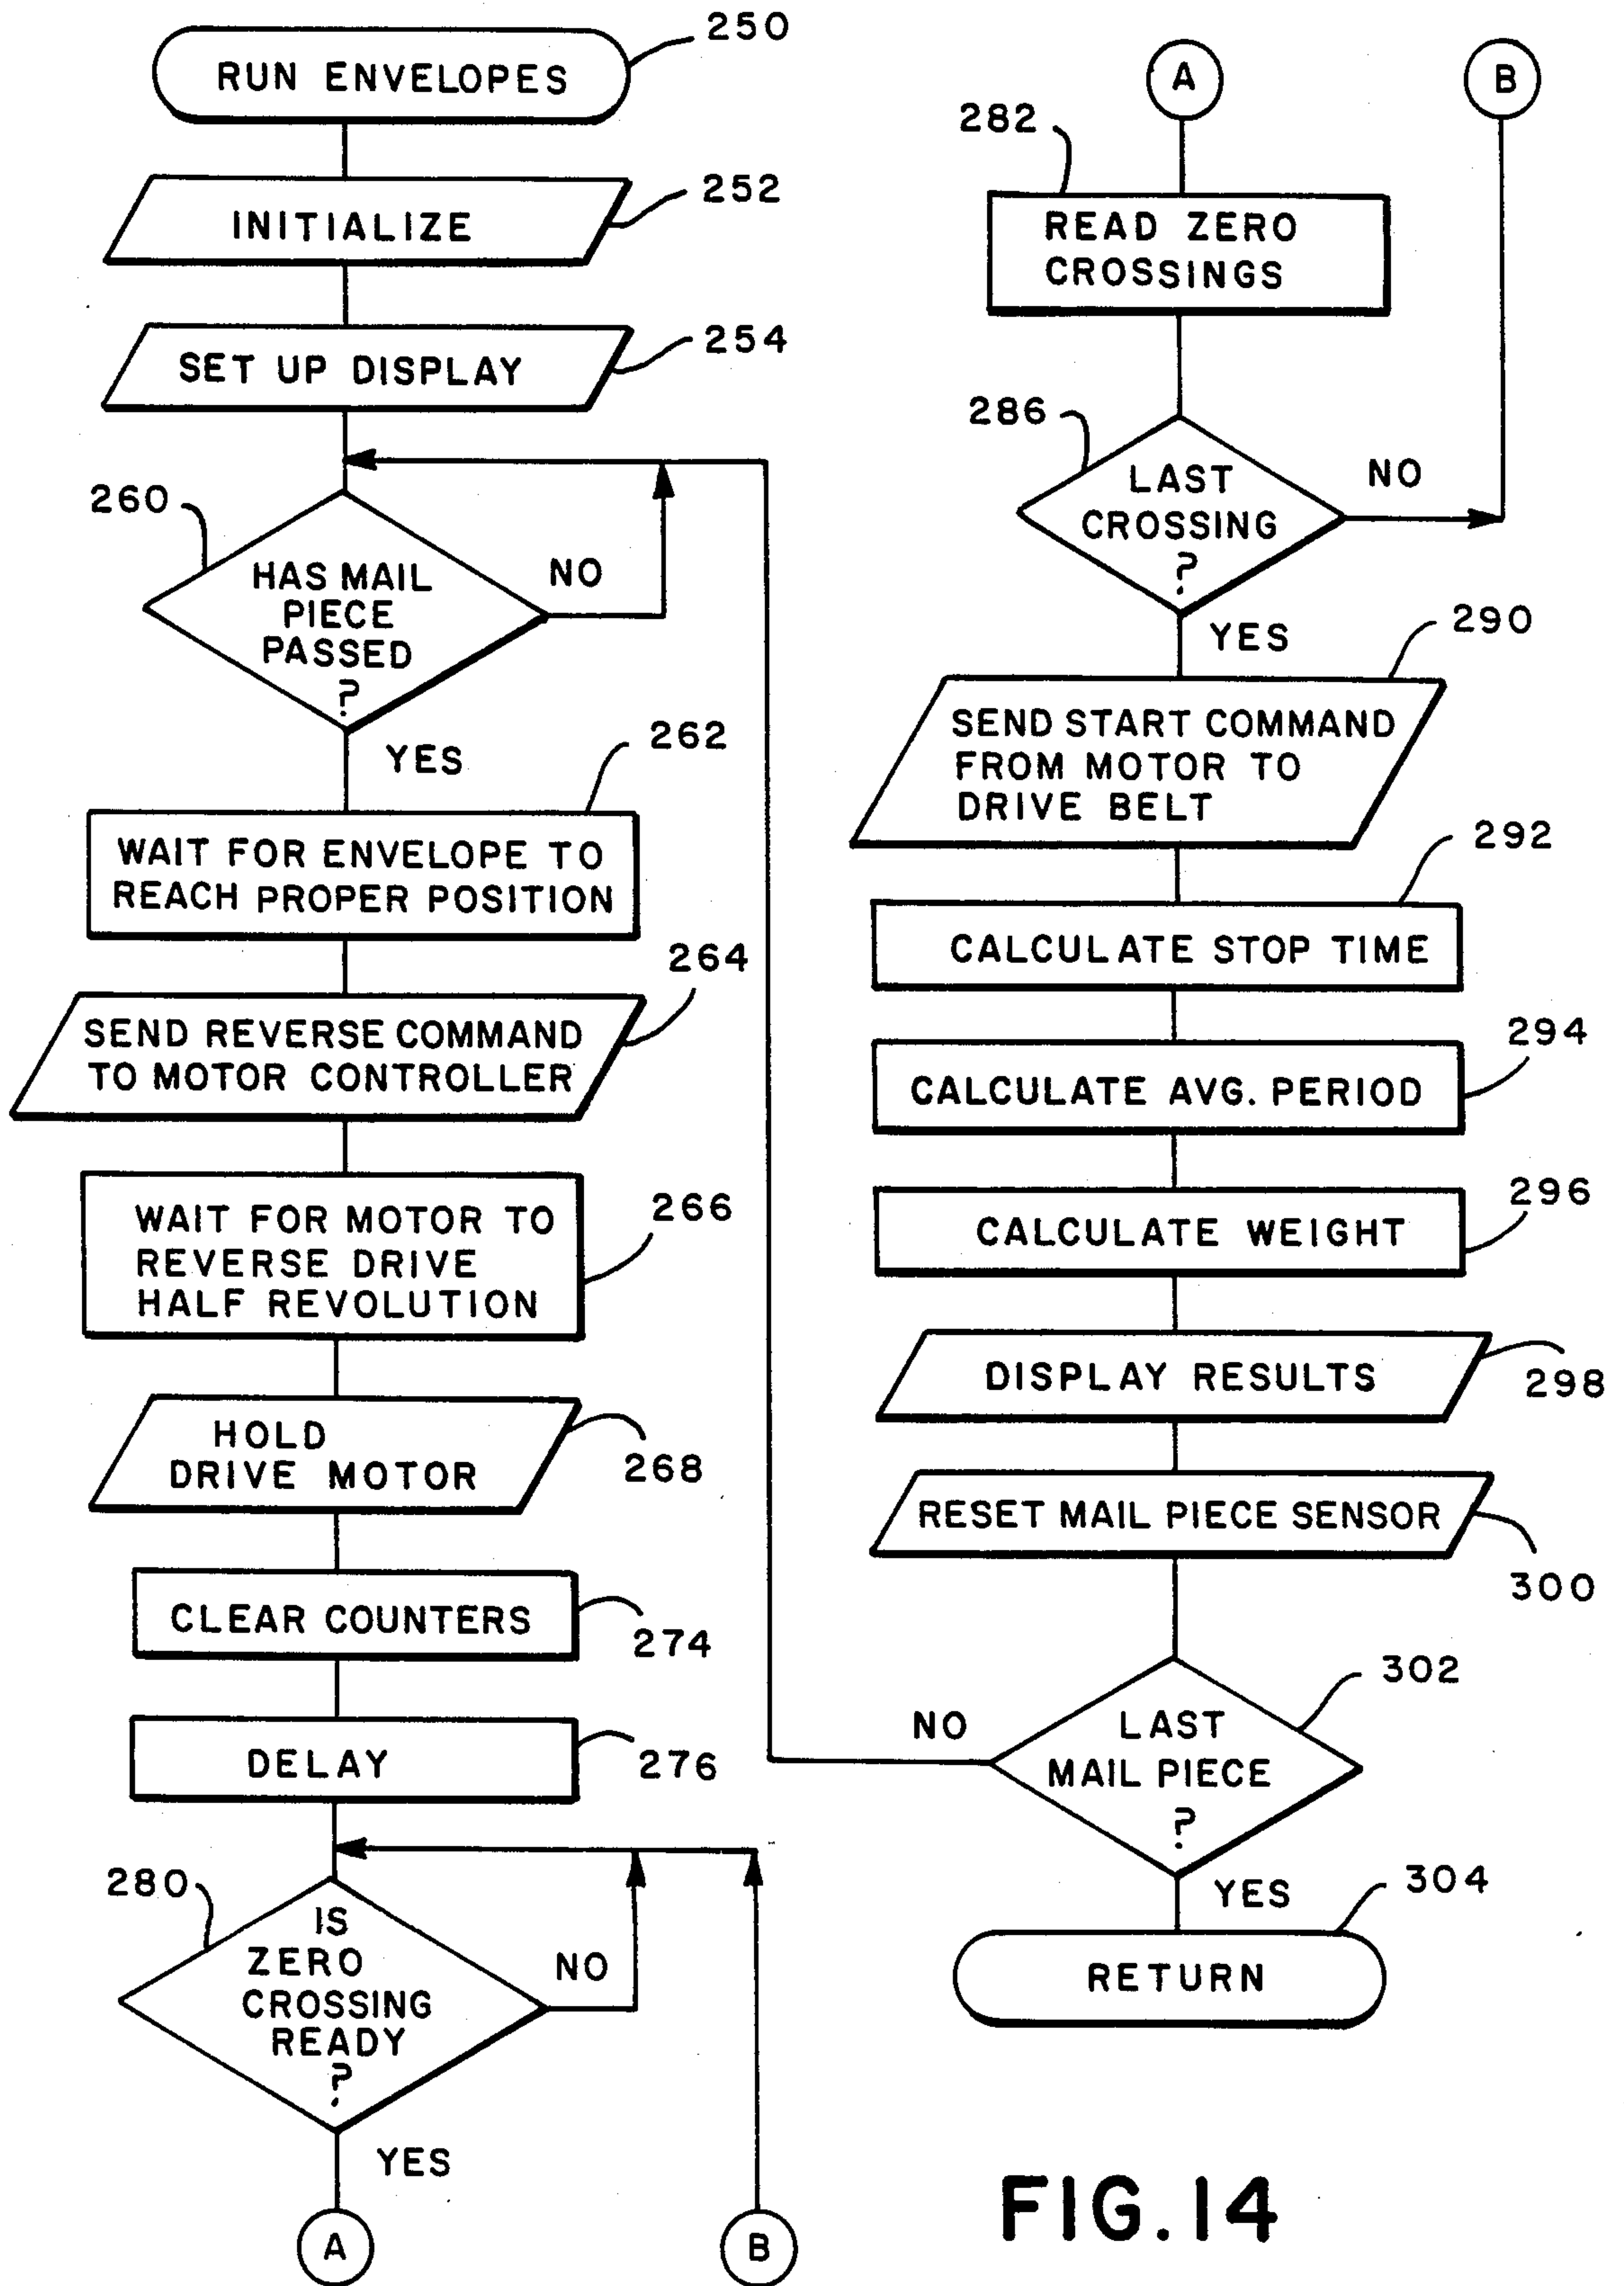 250
RUN ENVELOPES
252
INITIALIZE
254
SET UP DISPLAY
260
HAS MAIL
PIECE
PASSED
?
NO
YES
262
WAIT FOR ENVELOPE TO
REACH PROPER POSITION
264
SEND REVERSE COMMAND
TO MOTOR CONTROLLER
266
WAIT FOR MOTOR TO
REVERSE DRIVE
HALF REVOLUTION
HOLD
DRIVE MOTOR
268
CLEAR COUNTERS
274
DELAY
276
280
IS
ZERO
CROSSING
READY
?
NO
YES
A
B
A
B
282
READ ZERO
CROSSINGS
286
LAST
CROSSING
?
NO
YES
290
SEND START COMMAND
FROM MOTOR TO
DRIVE BELT
292
CALCULATE STOP TIME
294
CALCULATE AVG. PERIOD
296
CALCULATE WEIGHT
DISPLAY RESULTS
298
RESET MAIL PIECE SENSOR
300
302
LAST
MAIL PIECE
?
NO
YES
304
RETURN
FIG. 14